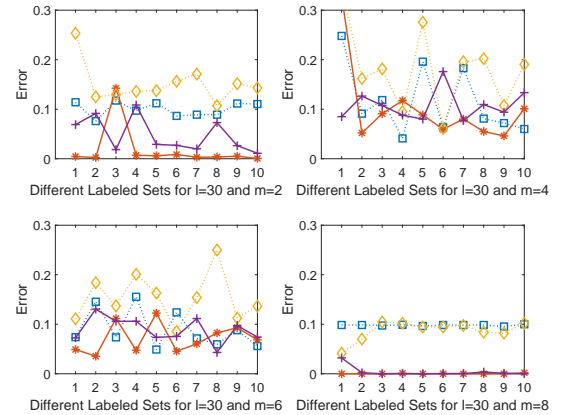 0.3
0.2
0.1
0
Error
1 2 3 4 5 6 7 8 9 10
Different Labeled Sets for l=30 and m=2
0.3
0.2
0.1
0
Error
1 2 3 4 5 6 7 8 9 10
Different Labeled Sets for l=30 and m=4
0.3
0.2
0.1
0
Error
1 2 3 4 5 6 7 8 9 10
Different Labeled Sets for l=30 and m=6
0.3
0.2
0.1
0
Error
1 2 3 4 5 6 7 8 9 10
Different Labeled Sets for l=30 and m=8